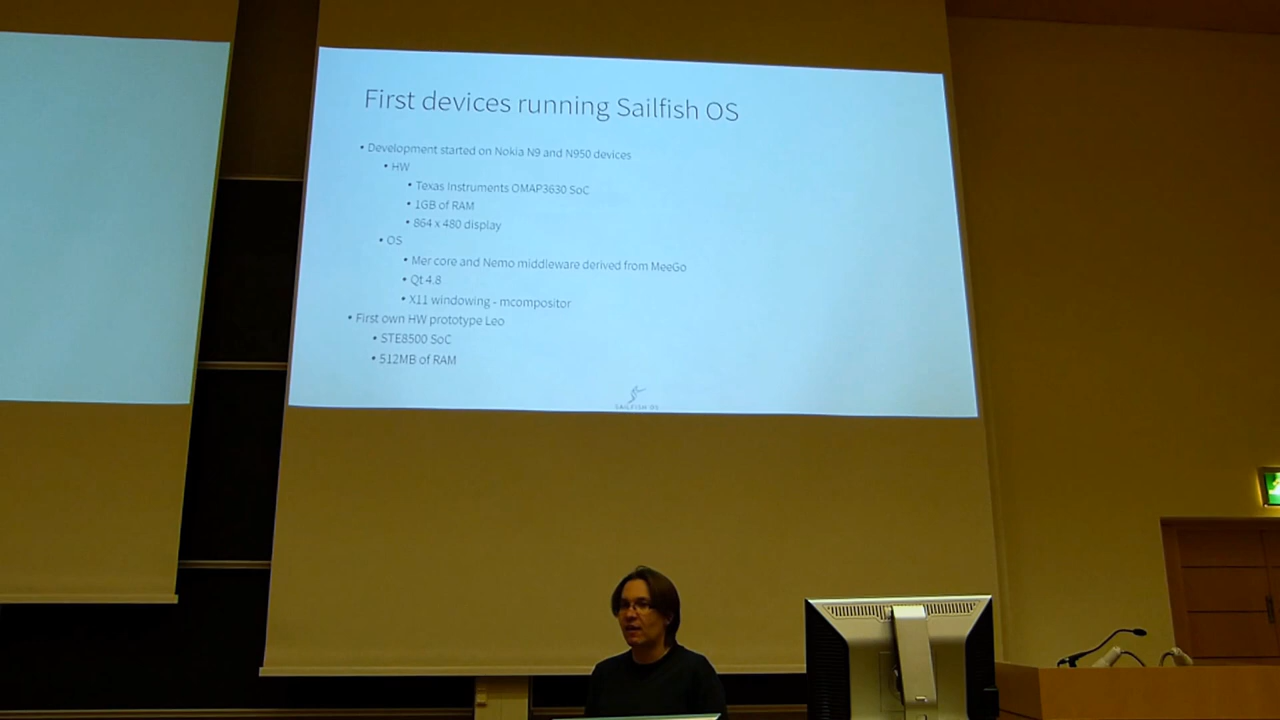 First devices running Sailfish OS
• Development started on Nokia N9 and N950 devices
• HW
• Texas Instruments OMAP3630 SoC
• 1GB of RAM
• 864 x 480 display
• OS
• Mer core and Nemo middleware derived from MeeGo
• Qt 4.8
• X11 windowing - mcompositor
• First own HW prototype Leo
• STE8500 SoC
• 512MB of RAM
SAILFISH OS